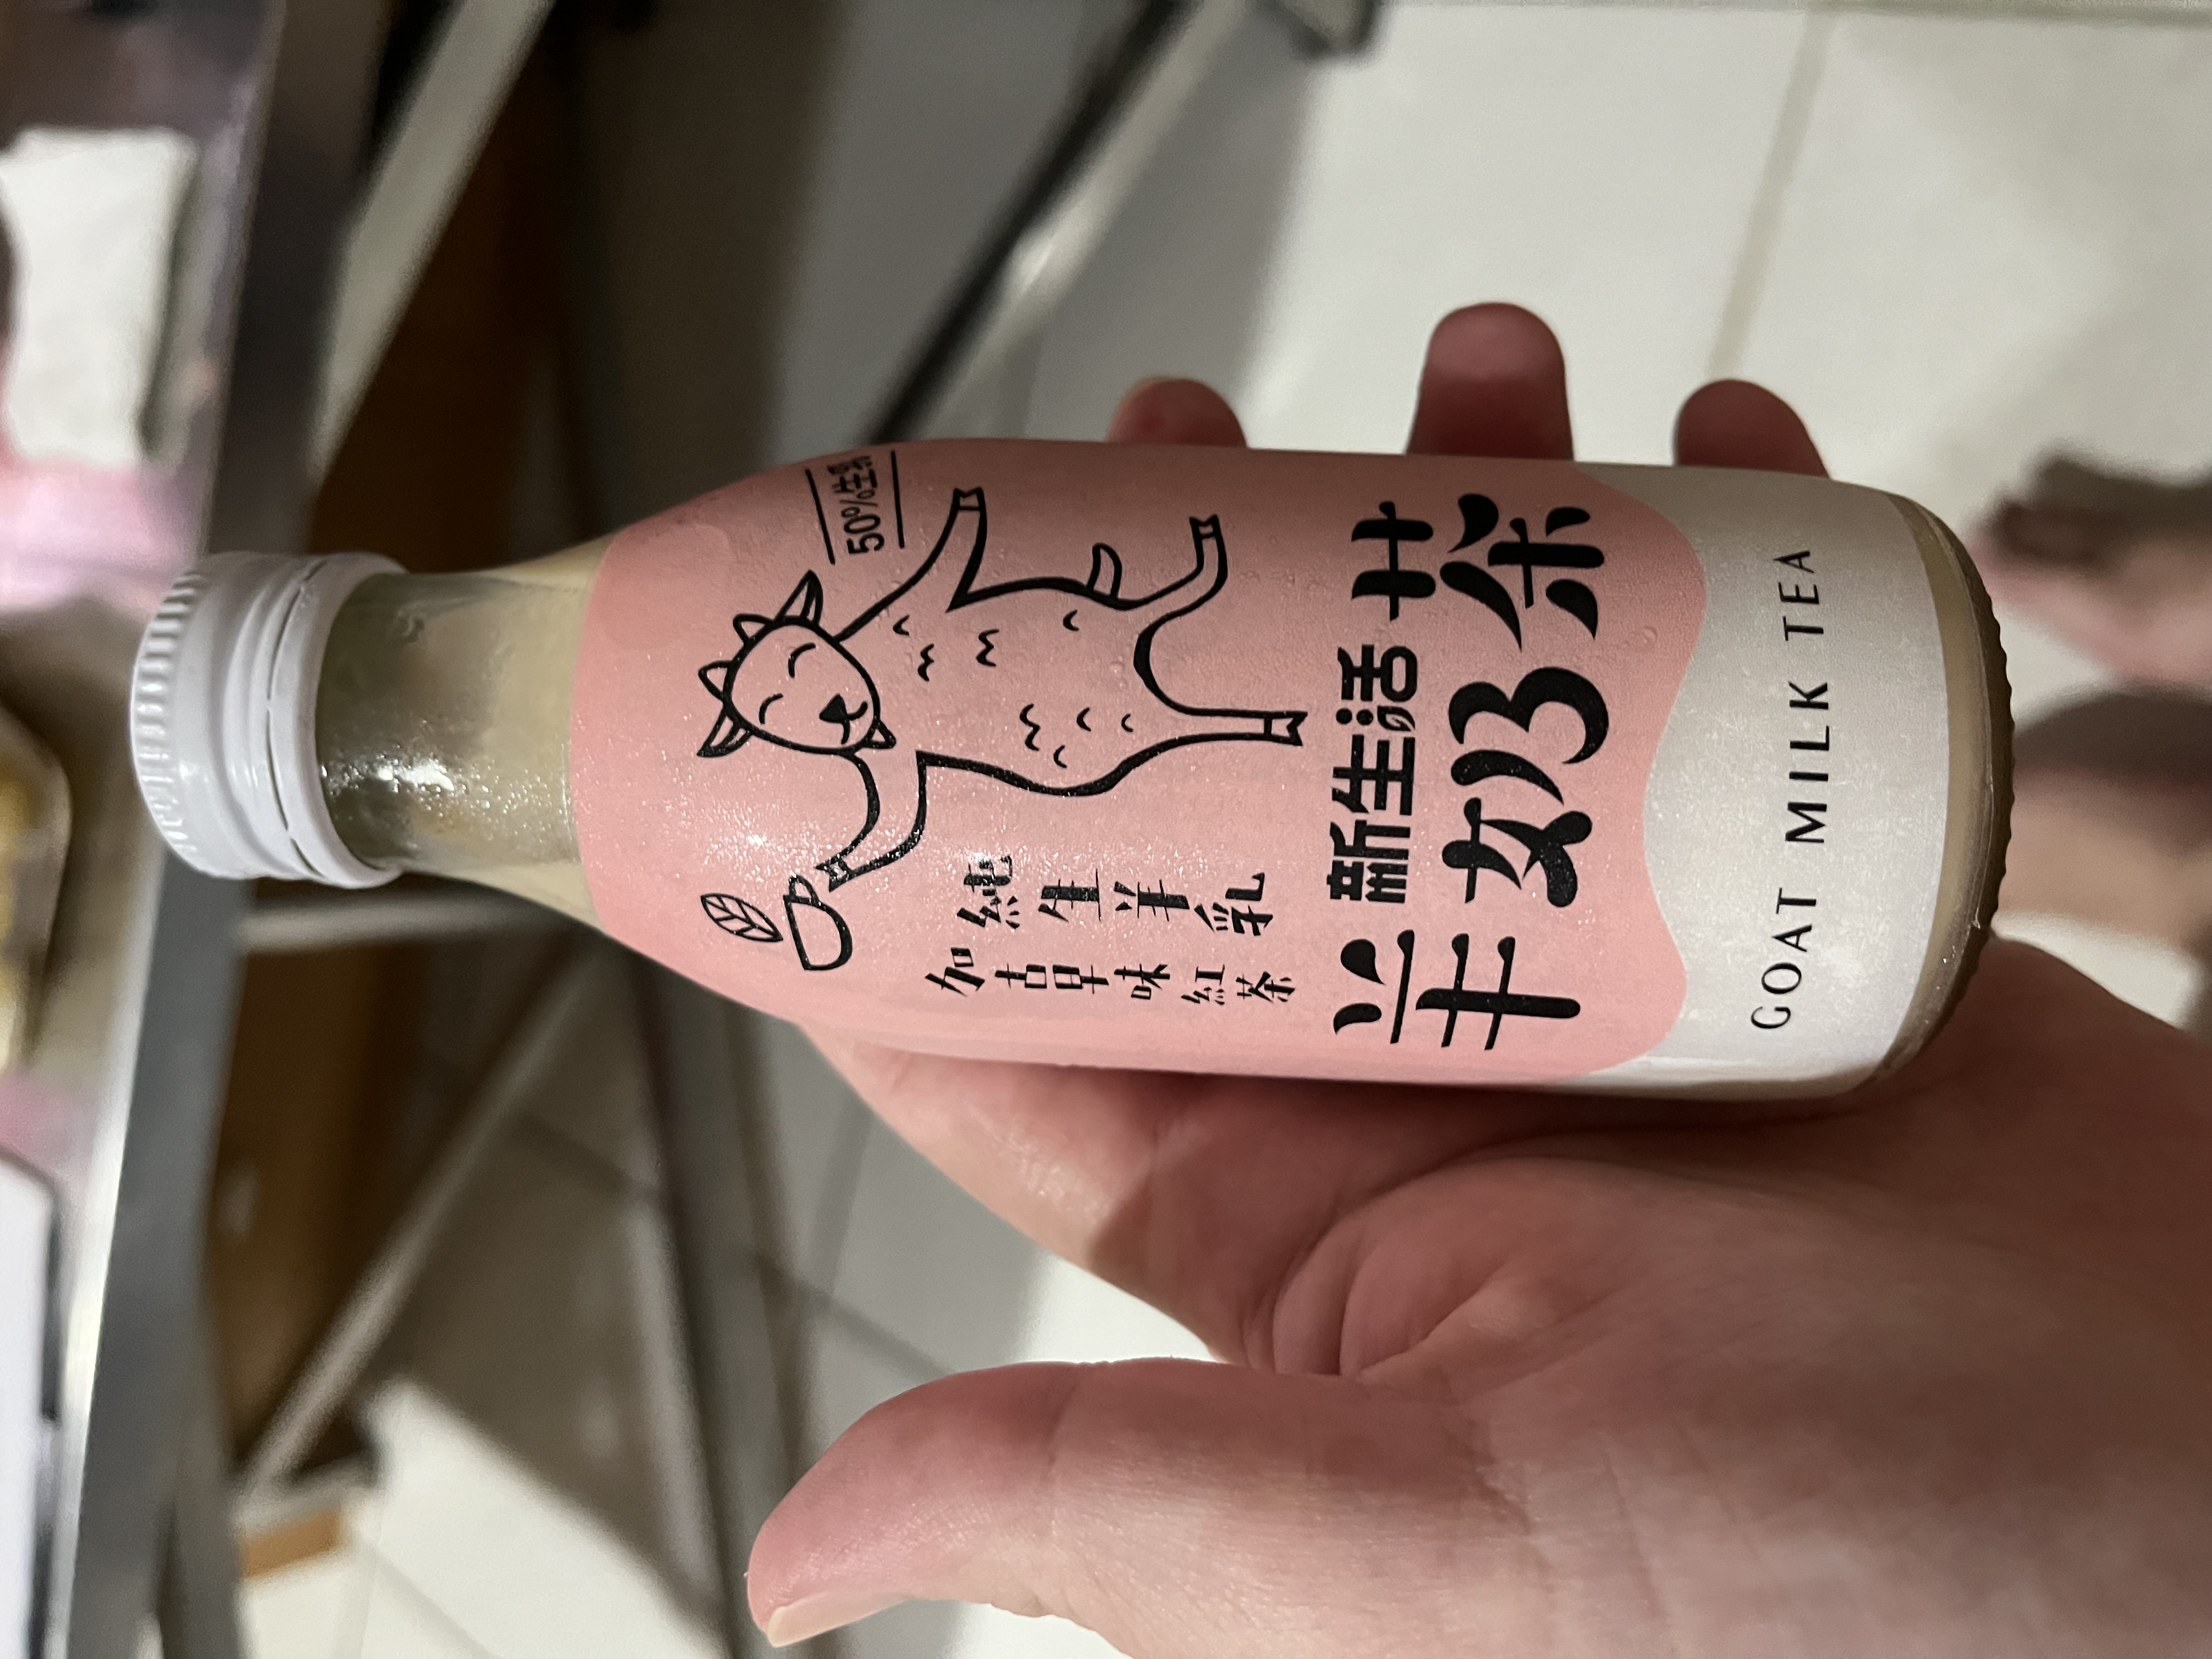 50%生乳
純生羊乳
加古早味紅茶
新生活
羊奶茶
GOAT MILK TEA